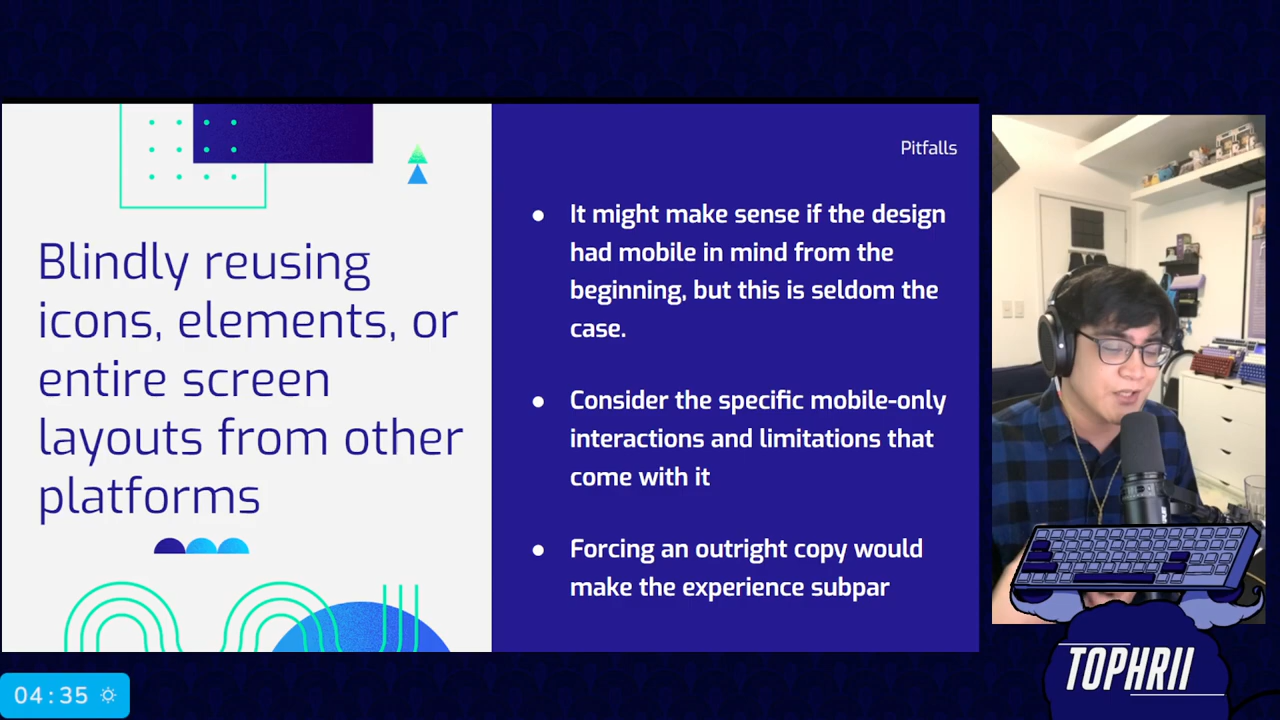 Pitfalls
Blindly reusing
icons, elements, or
entire screen
layouts from other
platforms
● It might make sense if the design
had mobile in mind from the
beginning, but this is seldom the
case.
● Consider the specific mobile-only
interactions and limitations that
come with it
● Forcing an outright copy would
make the experience subpar
TOPHRII
04:35